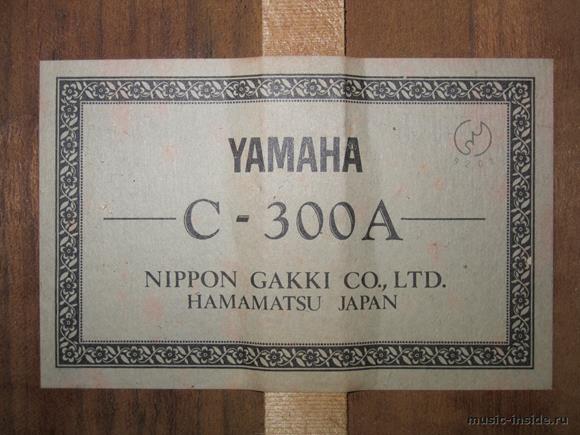 YAMAHA
C - 300A
NIPPON GAKKI CO., LTD.
HAMAMATSU JAPAN
music-inside.ru